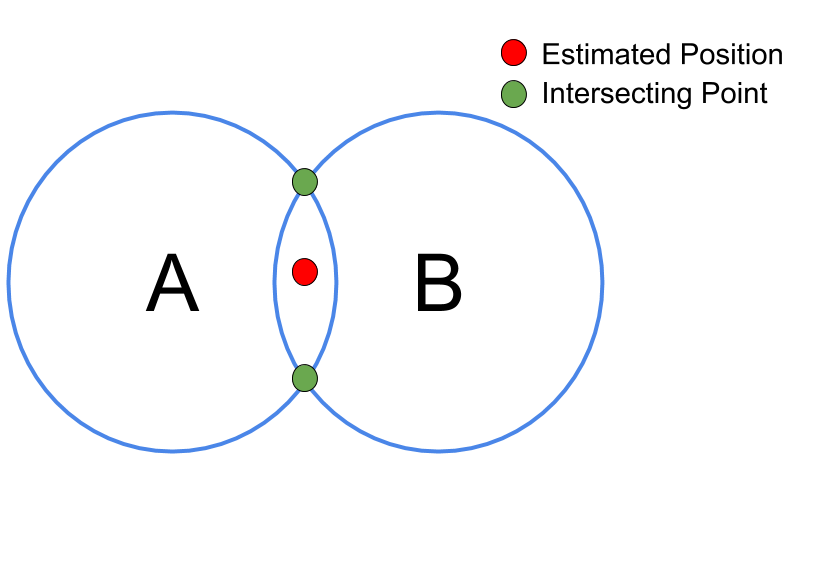 Estimated Position
Intersecting Point
A
B